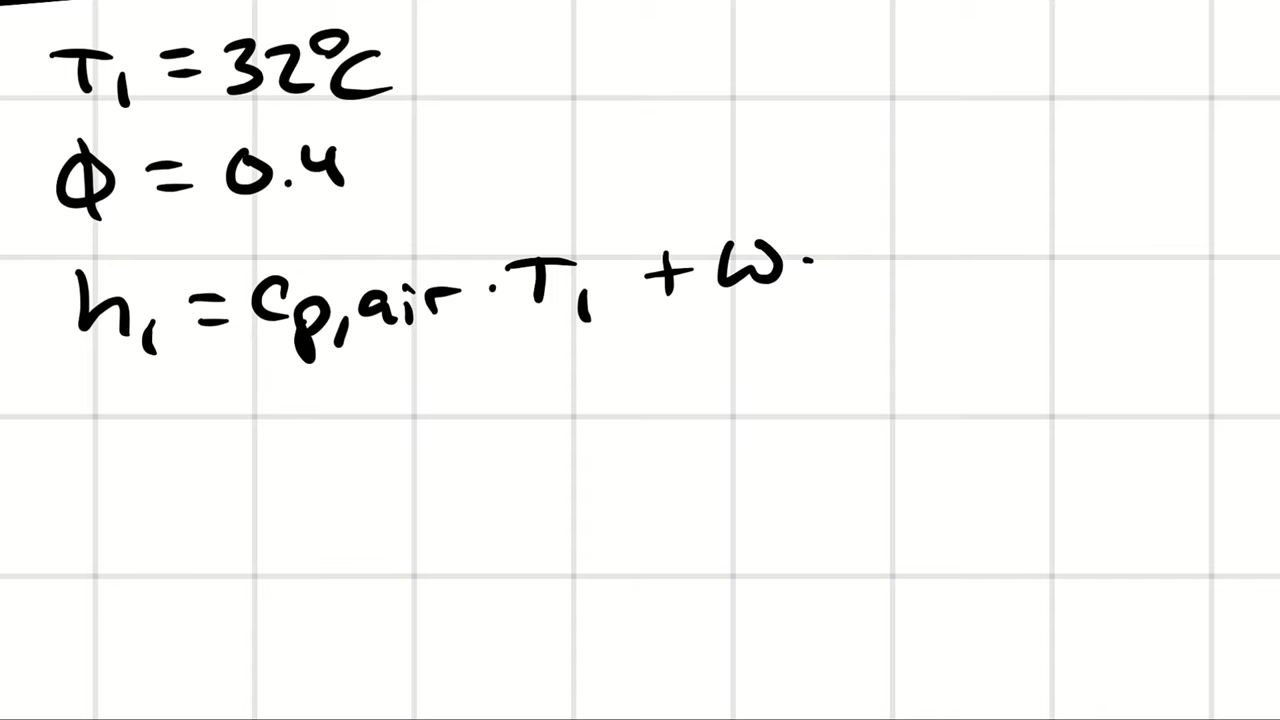 T₁ = 32°C
ϕ = 0.4
h₁ = Cp,air · T₁ + ω ·